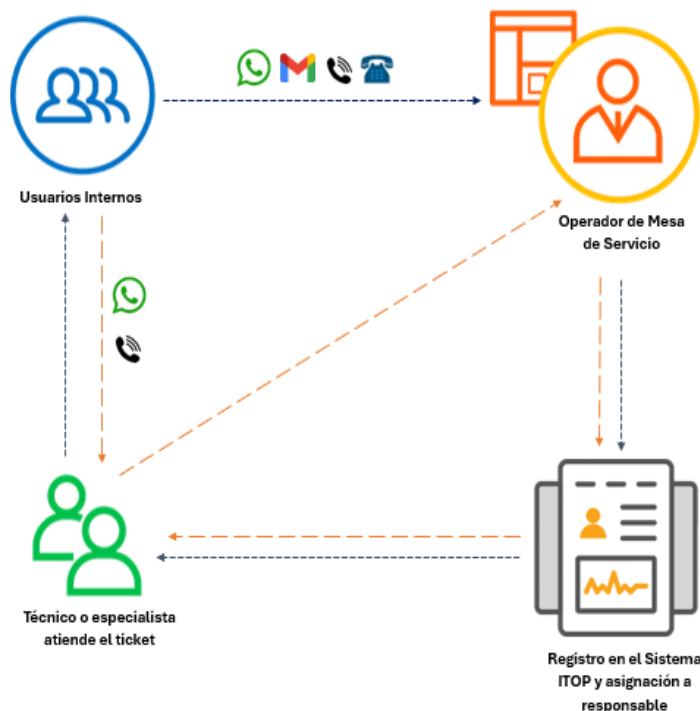 Usuarios Internos
Operador de Mesa
de Servicio
Técnico o especialista
atiende el ticket
Registro en el Sistema
ITOP y asignación a
responsable